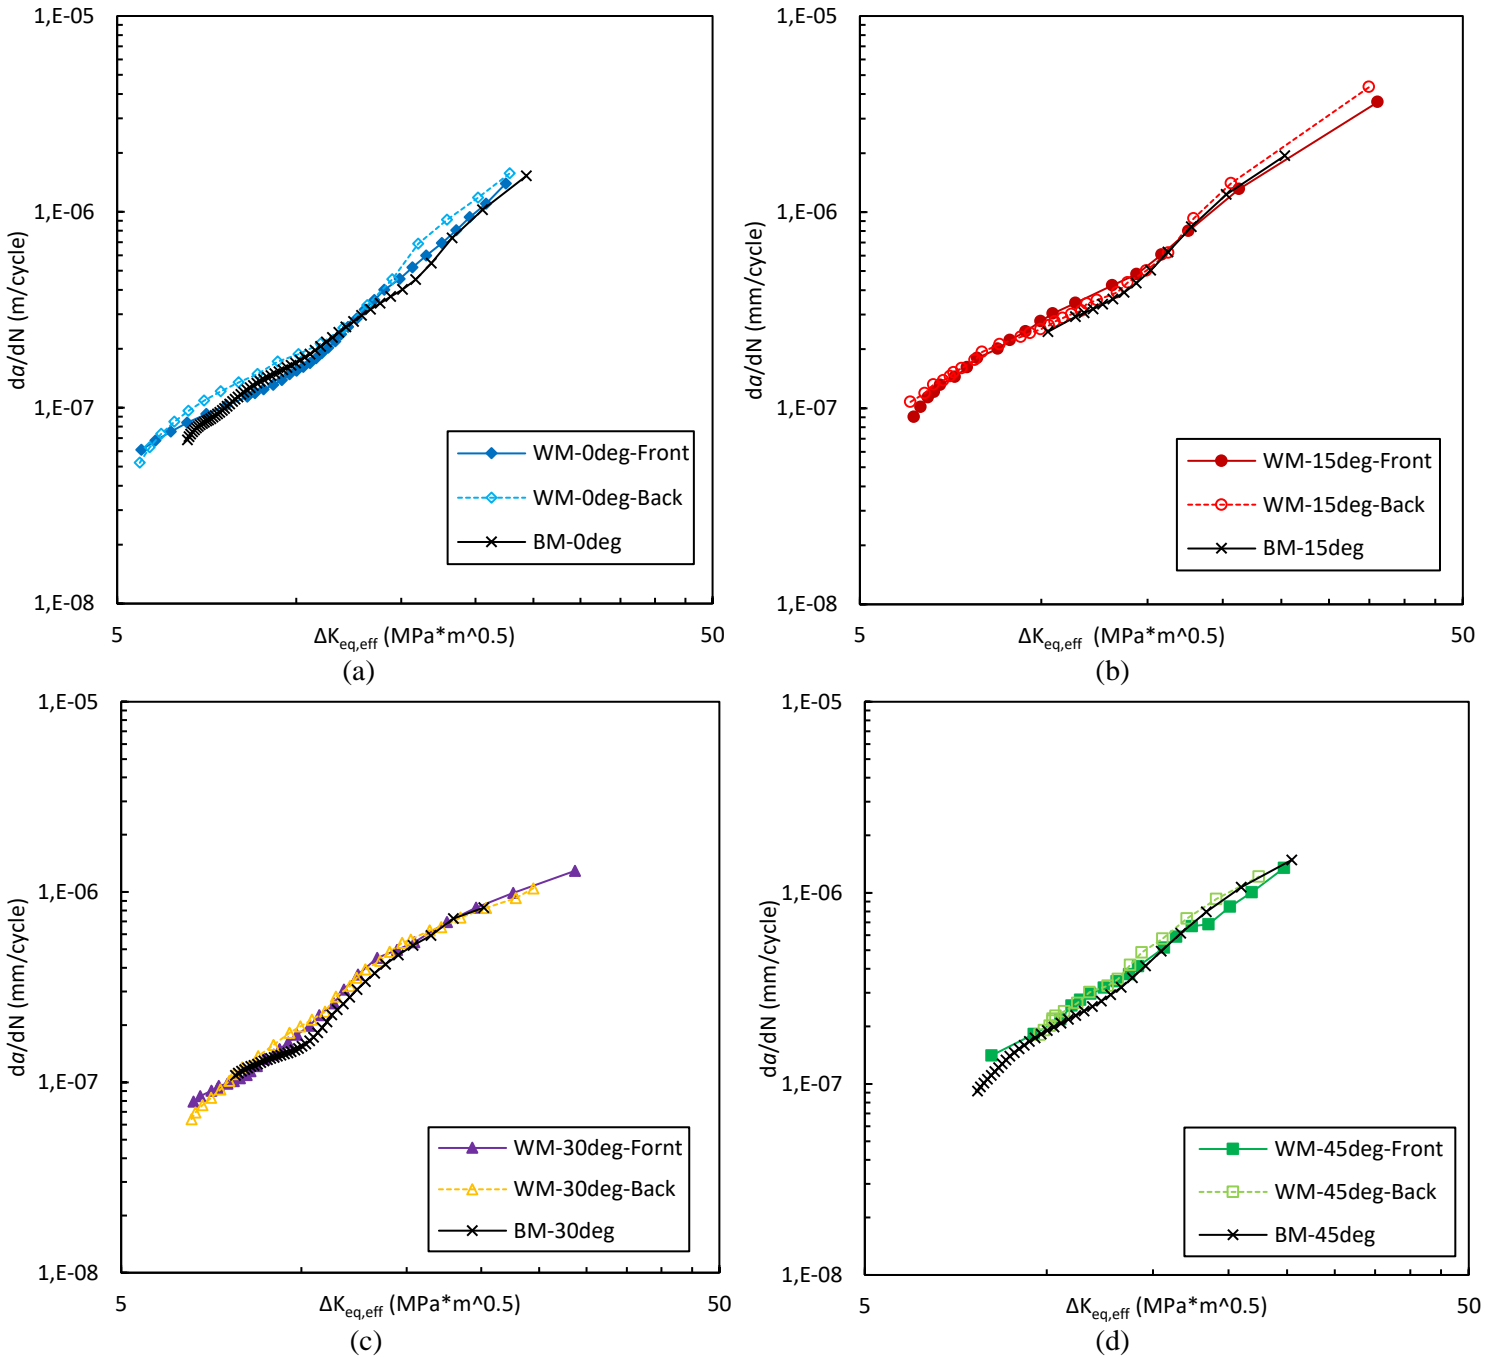 1,E-05
1,E-06
1,E-07
1,E-08
da/dN (m/cycle)
WM-0deg-Front
WM-0deg-Back
BM-0deg
5
50
ΔKeq,eff (MPa*m^0.5)
(a)
1,E-05
1,E-06
1,E-07
1,E-08
da/dN (mm/cycle)
WM-15deg-Front
WM-15deg-Back
BM-15deg
5
50
ΔKeq,eff (MPa*m^0.5)
(b)
1,E-05
1,E-06
1,E-07
1,E-08
da/dN (mm/cycle)
WM-30deg-Fornt
WM-30deg-Back
BM-30deg
5
50
ΔKeq,eff (MPa*m^0.5)
(c)
1,E-05
1,E-06
1,E-07
1,E-08
da/dN (mm/cycle)
WM-45deg-Front
WM-45deg-Back
BM-45deg
5
50
ΔKeq,eff (MPa*m^0.5)
(d)